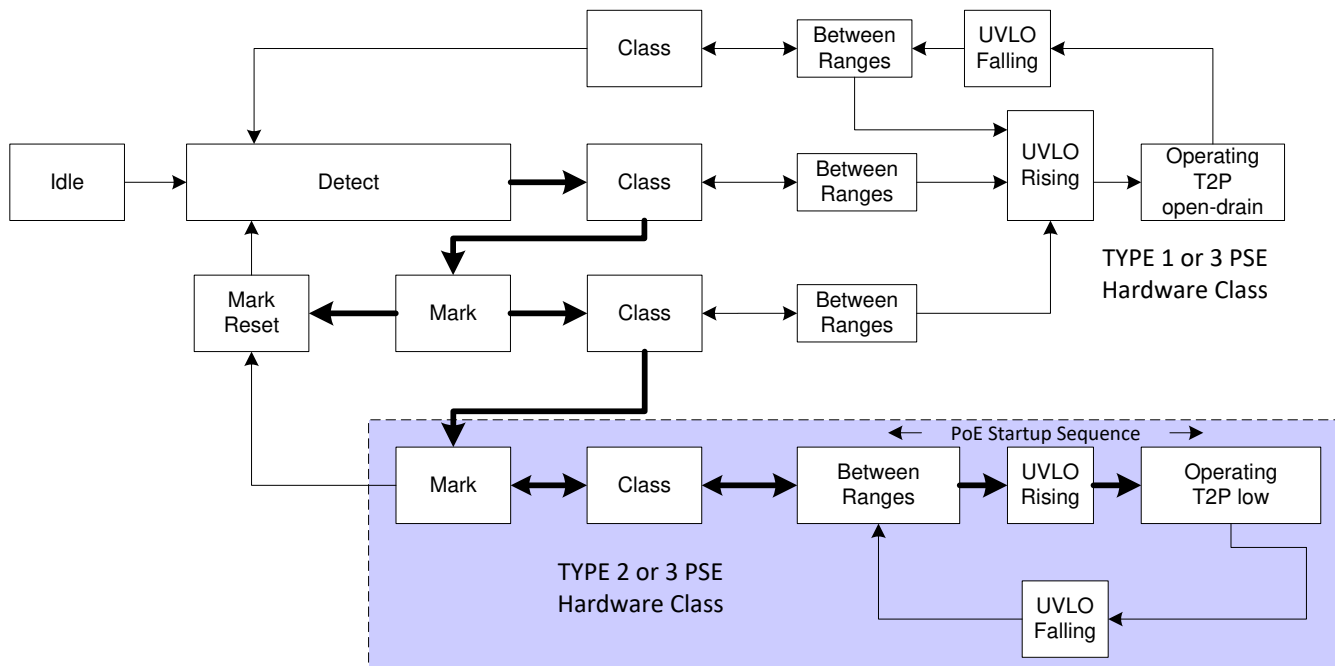 Class
Between
Ranges
UVLO
Falling
Idle
Detect
Class
Between
Ranges
UVLO
Rising
Operating
T2P
open-drain
TYPE 1 or 3 PSE
Hardware Class
Mark
Reset
Mark
Class
Between
Ranges
PoE Startup Sequence
Mark
Class
Between
Ranges
UVLO
Rising
Operating
T2P low
TYPE 2 or 3 PSE
Hardware Class
UVLO
Falling